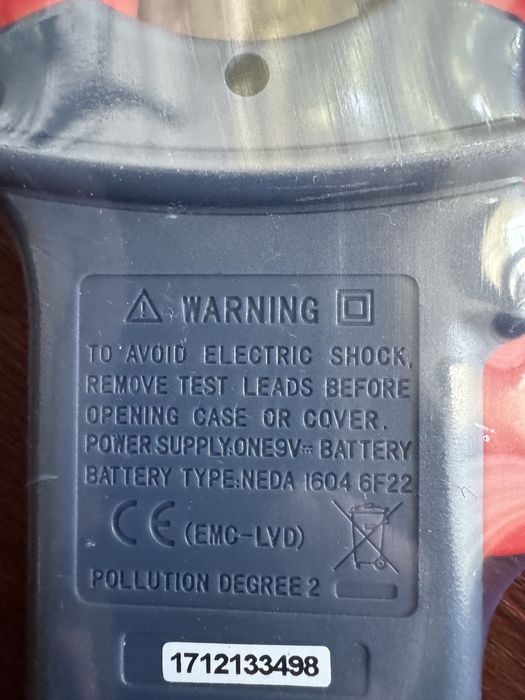 WARNING
TO AVOID ELECTRIC SHOCK,
REMOVE TEST LEADS BEFORE
OPENING CASE OR COVER.
POWER SUPPLY:ONE9V⎓ BATTERY
BATTERY TYPE:NEDA 1604 6F22
CE (EMC-LVD)
POLLUTION DEGREE 2
1712133498